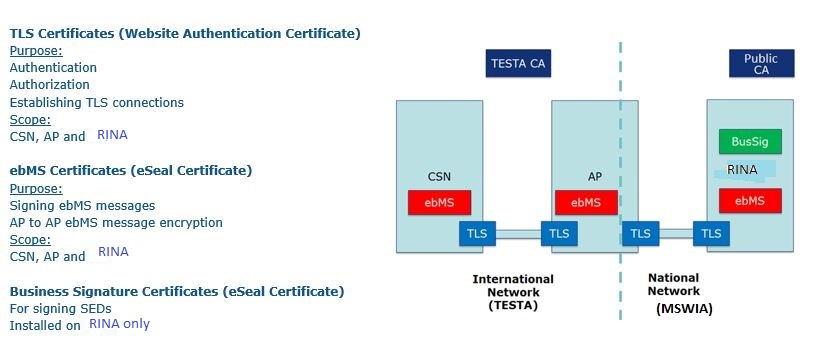 TLS Certificates (Website Authentication Certificate)
Purpose:
Authentication
Authorization
Establishing TLS connections
Scope:
CSN, AP and RINA
ebMS Certificates (eSeal Certificate)
Purpose:
Signing ebMS messages
AP to AP ebMS message encryption
Scope:
CSN, AP and RINA
Business Signature Certificates (eSeal Certificate)
For signing SEDs
Installed on RINA only
TESTA CA
Public
CA
CSN
ebMS
AP
ebMS
BusSig
RINA
ebMS
TLS
TLS
TLS
TLS
International
Network
(TESTA)
National
Network
(MSWIA)